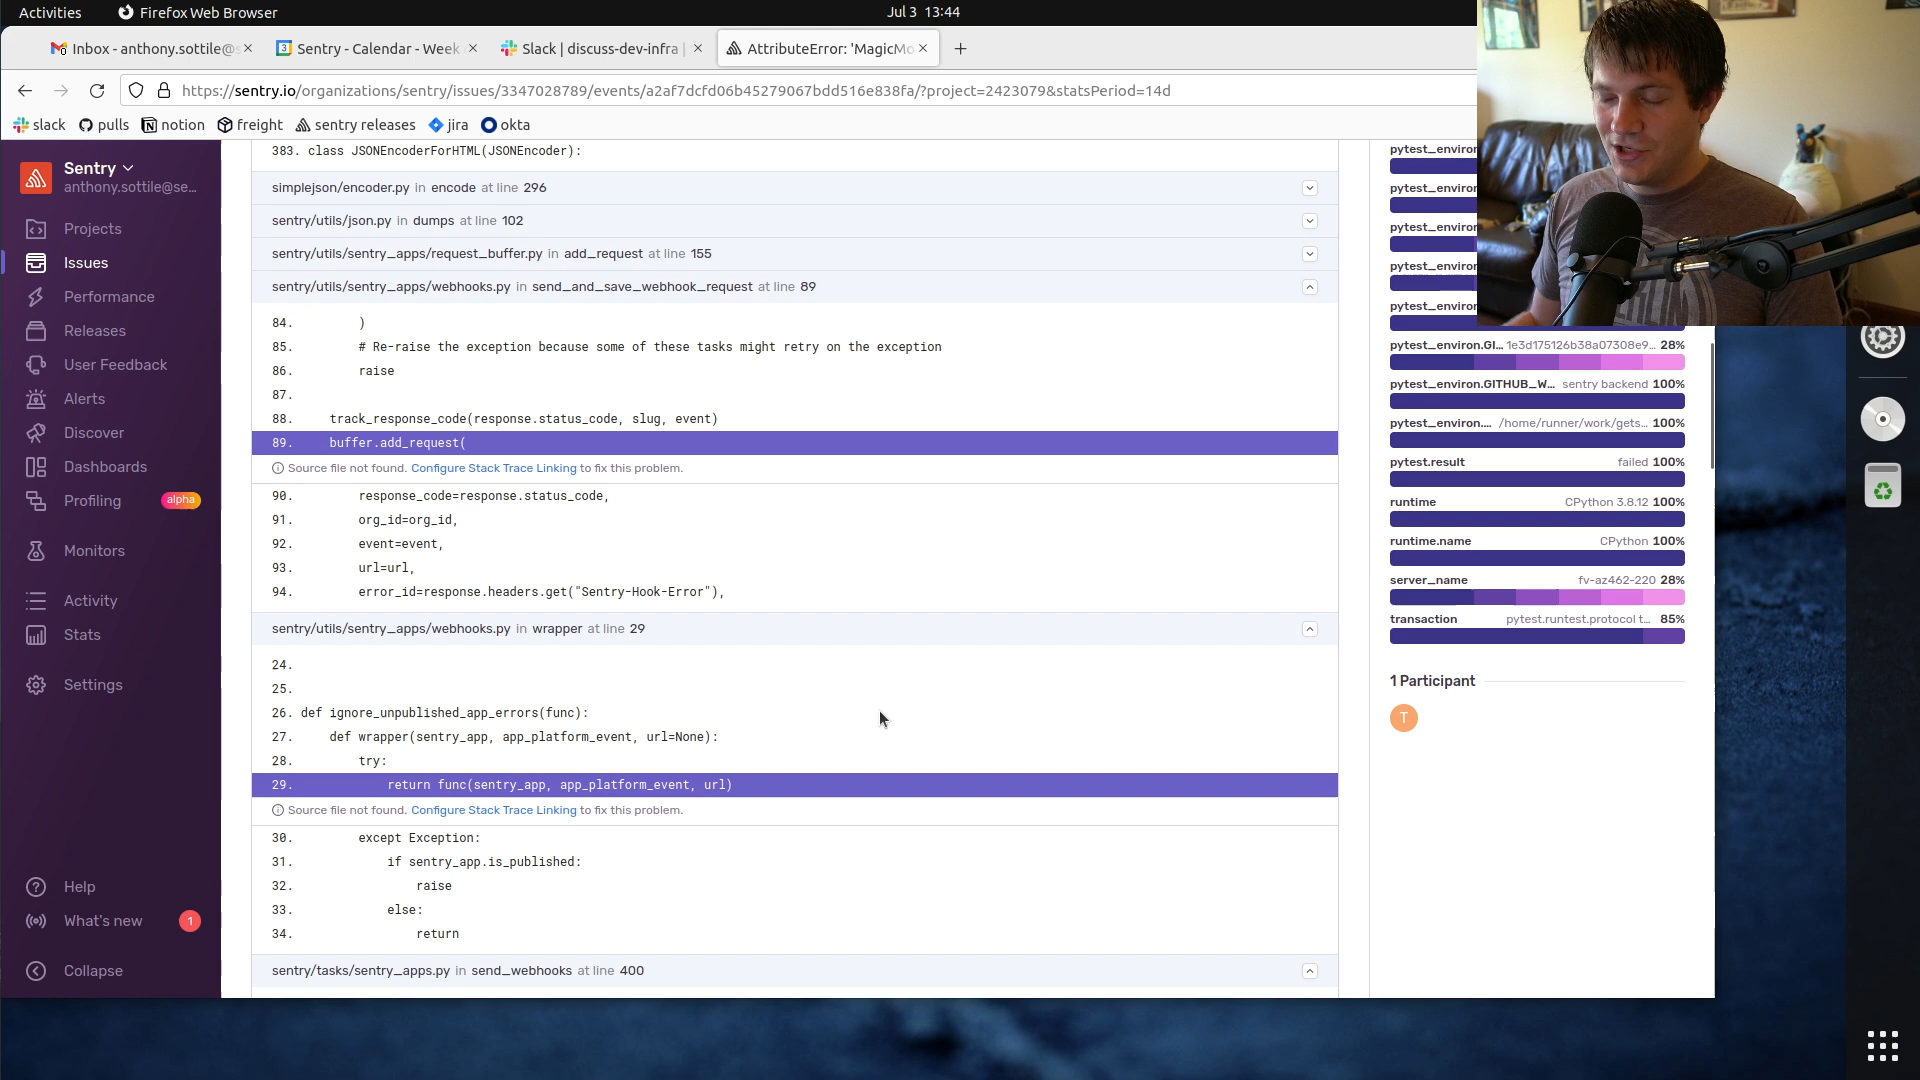 Activities
Firefox Web Browser
Jul 3 13:44
Inbox - anthony.sottile@s
Sentry - Calendar - Week
Slack | discuss-dev-infra |
AttributeError: 'MagicMo
https://sentry.io/organizations/sentry/issues/3347028789/events/a2af7dcfd06b45279067bdd516e838fa/?project=2423079&statsPeriod=14d
slack
pulls
notion
freight
sentry releases
jira
okta
Sentry
anthony.sottile@se...
Projects
Issues
Performance
Releases
User Feedback
Alerts
Discover
Dashboards
Profiling
alpha
Monitors
Activity
Stats
Settings
Help
What's new
1
Collapse
383. class JSONEncoderForHTML(JSONEncoder):
simplejson/encoder.py in encode at line 296
sentry/utils/json.py in dumps at line 102
sentry/utils/sentry_apps/request_buffer.py in add_request at line 155
sentry/utils/sentry_apps/webhooks.py in send_and_save_webhook_request at line 89
84. )
85. # Re-raise the exception because some of these tasks might retry on the exception
86. raise
87.
88. track_response_code(response.status_code, slug, event)
89. buffer.add_request(
Source file not found. Configure Stack Trace Linking to fix this problem.
90. response_code=response.status_code,
91. org_id=org_id,
92. event=event,
93. url=url,
94. error_id=response.headers.get("Sentry-Hook-Error"),
sentry/utils/sentry_apps/webhooks.py in wrapper at line 29
24.
25.
26. def ignore_unpublished_app_errors(func):
27. def wrapper(sentry_app, app_platform_event, url=None):
28. try:
29. return func(sentry_app, app_platform_event, url)
Source file not found. Configure Stack Trace Linking to fix this problem.
30. except Exception:
31. if sentry_app.is_published:
32. raise
33. else:
34. return
sentry/tasks/sentry_apps.py in send_webhooks at line 400
pytest_environ
pytest_environ
pytest_environ
pytest_environ
pytest_environ
pytest_environ.GI... 1e3d175126b38a07308e9... 28%
pytest_environ.GITHUB_W... sentry backend 100%
pytest_environ.... /home/runner/work/gets... 100%
pytest.result failed 100%
runtime CPython 3.8.12 100%
runtime.name CPython 100%
server_name fv-az462-220 28%
transaction pytest.runtest.protocol t... 85%
1 Participant
T